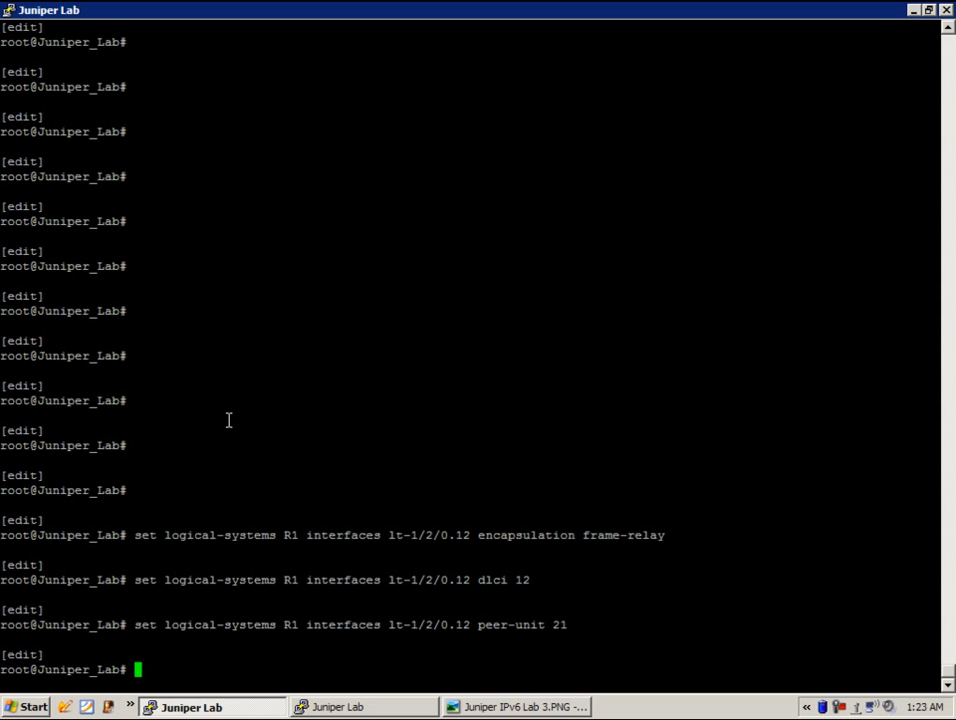 Juniper Lab
[edit]
root@Juniper_Lab#
[edit]
root@Juniper_Lab#
[edit]
root@Juniper_Lab#
[edit]
root@Juniper_Lab#
[edit]
root@Juniper_Lab#
[edit]
root@Juniper_Lab#
[edit]
root@Juniper_Lab#
[edit]
root@Juniper_Lab#
[edit]
root@Juniper_Lab#
[edit]
root@Juniper_Lab#
[edit]
root@Juniper_Lab#
[edit]
root@Juniper_Lab# set logical-systems R1 interfaces lt-1/2/0.12 encapsulation frame-relay
[edit]
root@Juniper_Lab# set logical-systems R1 interfaces lt-1/2/0.12 dlci 12
[edit]
root@Juniper_Lab# set logical-systems R1 interfaces lt-1/2/0.12 peer-unit 21
[edit]
root@Juniper_Lab#
Start » Juniper Lab Juniper Lab Juniper IPv6 Lab 3.PNG -... « 1:23 AM